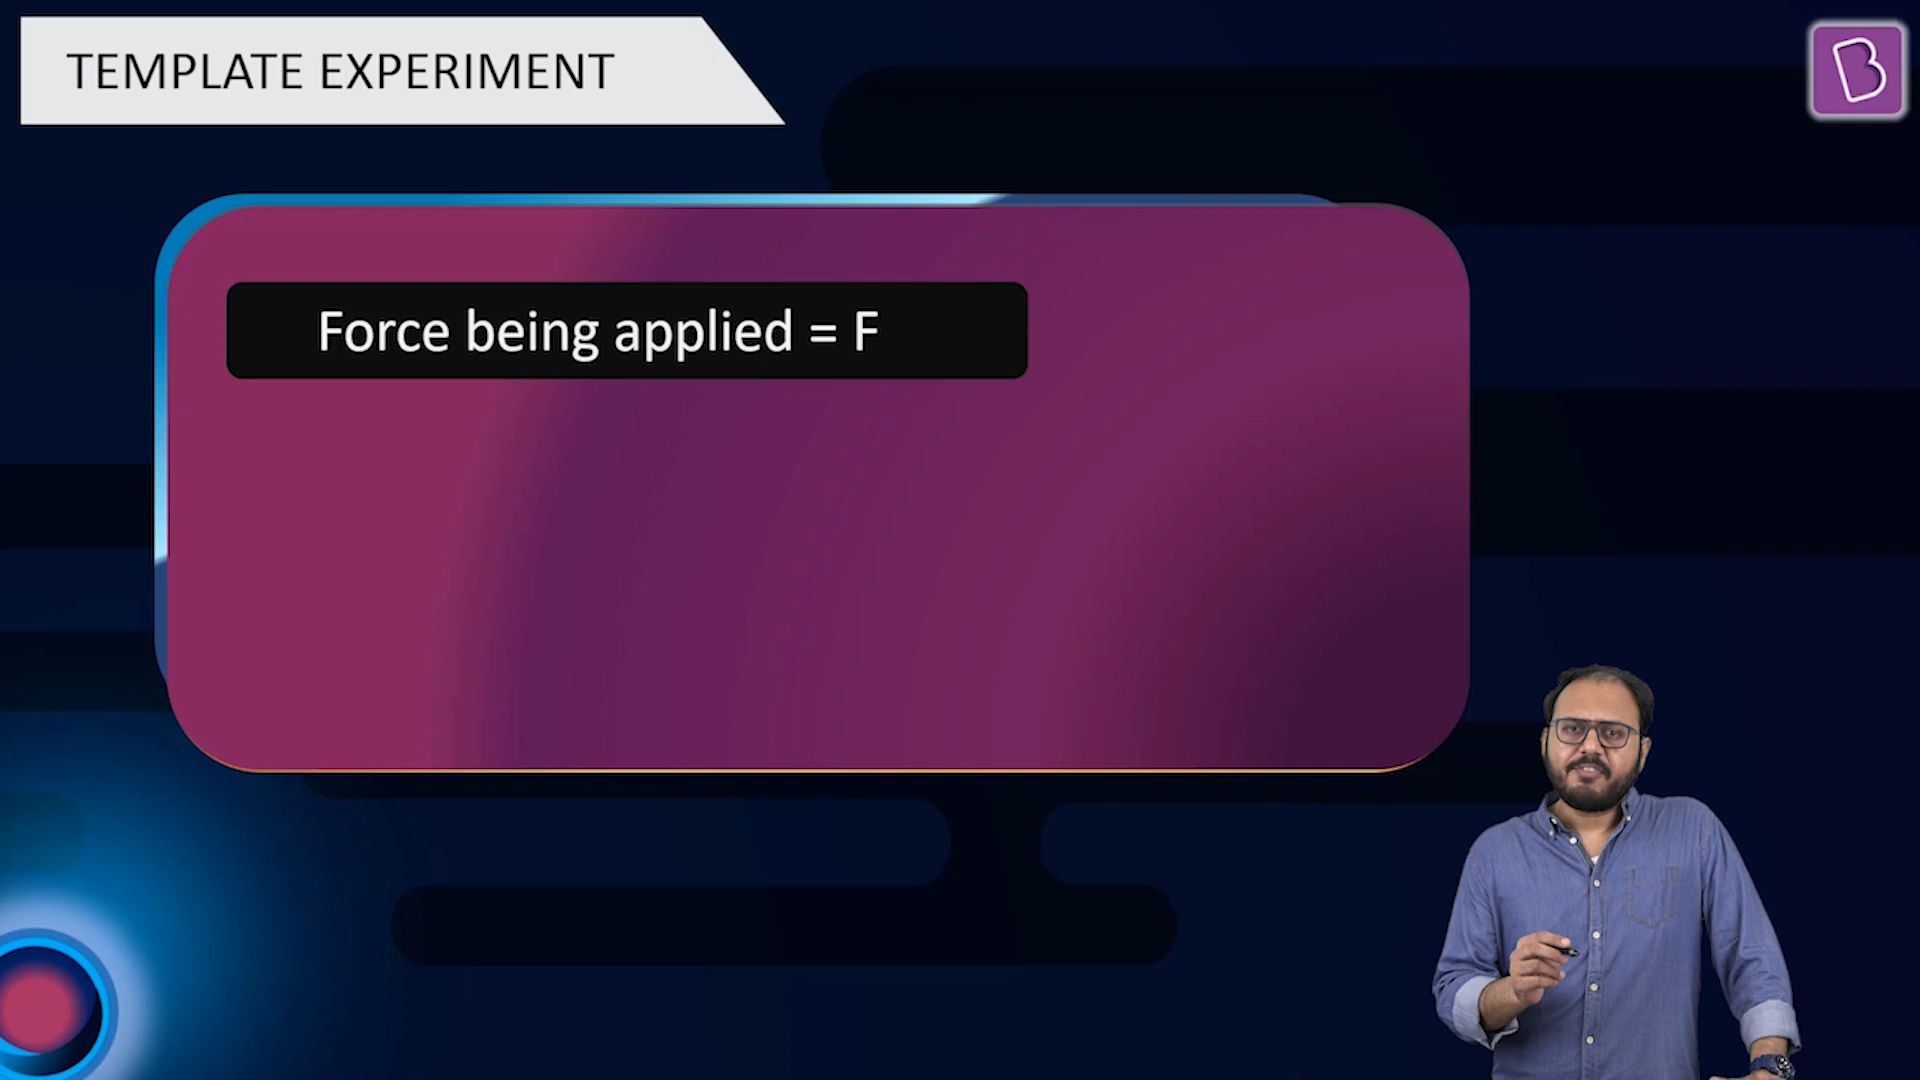 TEMPLATE EXPERIMENT
B
Force being applied = F